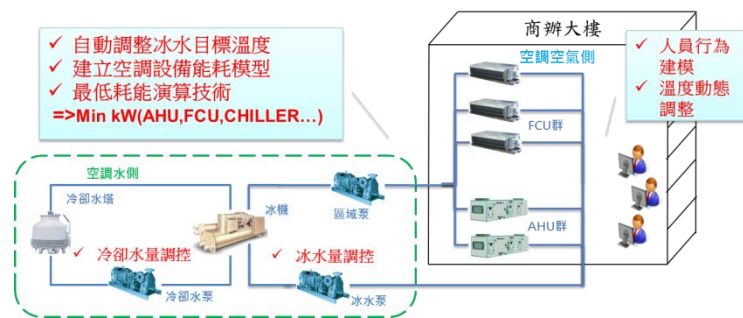 商辦大樓
✓ 自動調整冰水目標溫度
✓ 建立空調設備能耗模型
✓ 最低耗能演算技術
=>Min kW(AHU,FCU,CHILLER…)
空調空氣側
✓ 人員行為
建模
✓ 溫度動態
調整
FCU群
空調水側
冷卻水塔
冰機
區域泵
AHU群
✓ 冷卻水量調控
✓ 冰水量調控
冷卻水泵
冰水泵